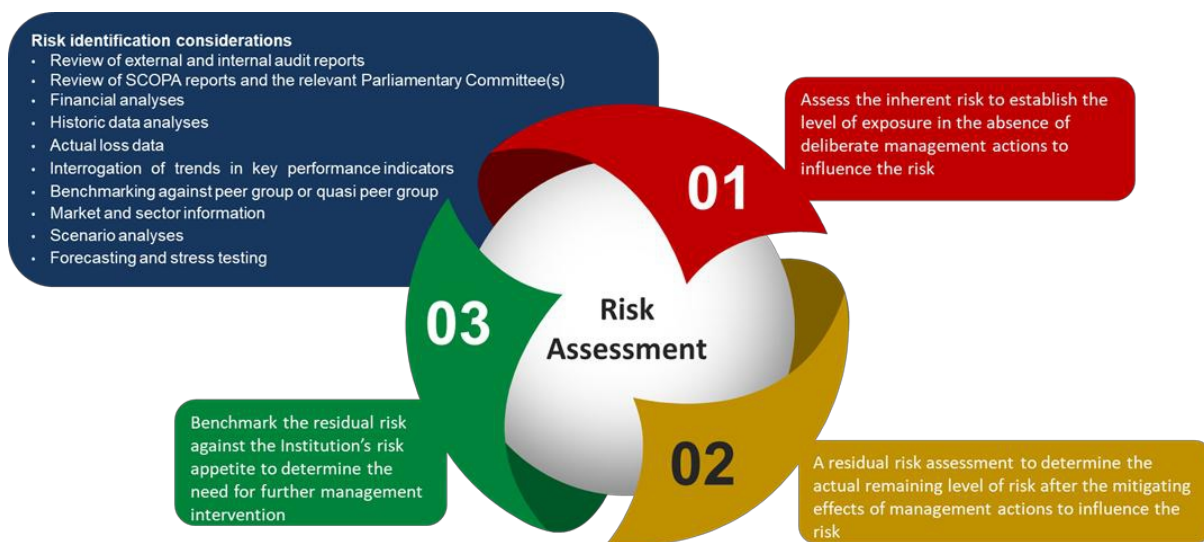 Risk identification considerations
• Review of external and internal audit reports
• Review of SCOPA reports and the relevant Parliamentary Committee(s)
• Financial analyses
• Historic data analyses
• Actual loss data
• Interrogation of trends in key performance indicators
• Benchmarking against peer group or quasi peer group
• Market and sector information
• Scenario analyses
• Forecasting and stress testing
01
Assess the inherent risk to establish the
level of exposure in the absence of
deliberate management actions to
influence the risk
Risk
Assessment
02
A residual risk assessment to determine the
actual remaining level of risk after the mitigating
effects of management actions to influence the
risk
03
Benchmark the residual risk
against the Institution's risk
appetite to determine the
need for further management
intervention